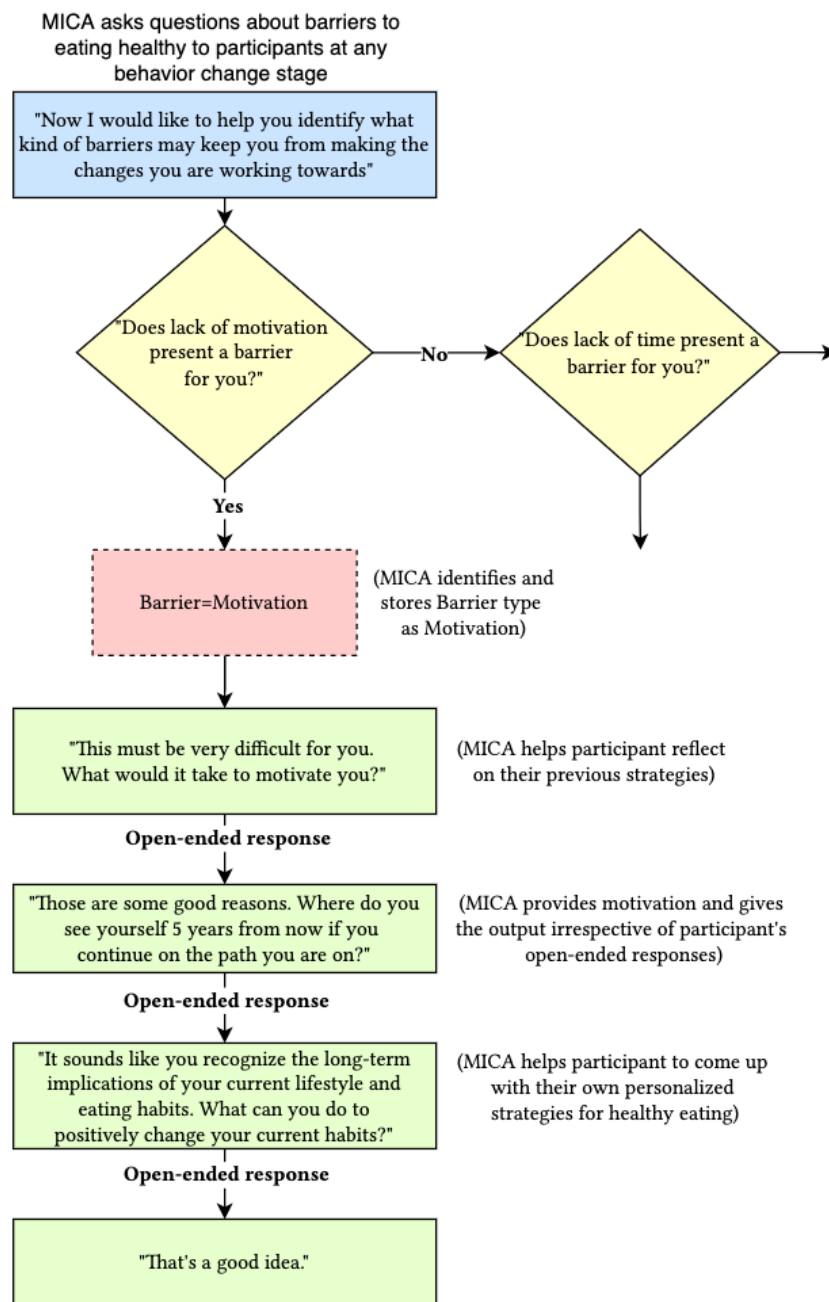 MICA asks questions about barriers to
eating healthy to participants at any
behavior change stage
"Now I would like to help you identify what
kind of barriers may keep you from making the
changes you are working towards"
"Does lack of motivation
present a barrier
for you?"
No
"Does lack of time present a
barrier for you?"
Yes
Barrier=Motivation
(MICA identifies and
stores Barrier type
as Motivation)
"This must be very difficult for you.
What would it take to motivate you?"
(MICA helps participant reflect
on their previous strategies)
Open-ended response
"Those are some good reasons. Where do you
see yourself 5 years from now if you
continue on the path you are on?"
(MICA provides motivation and gives
the output irrespective of participant's
open-ended responses)
Open-ended response
"It sounds like you recognize the long-term
implications of your current lifestyle and
eating habits. What can you do to
positively change your current habits?"
(MICA helps participant to come up
with their own personalized
strategies for healthy eating)
Open-ended response
"That's a good idea."